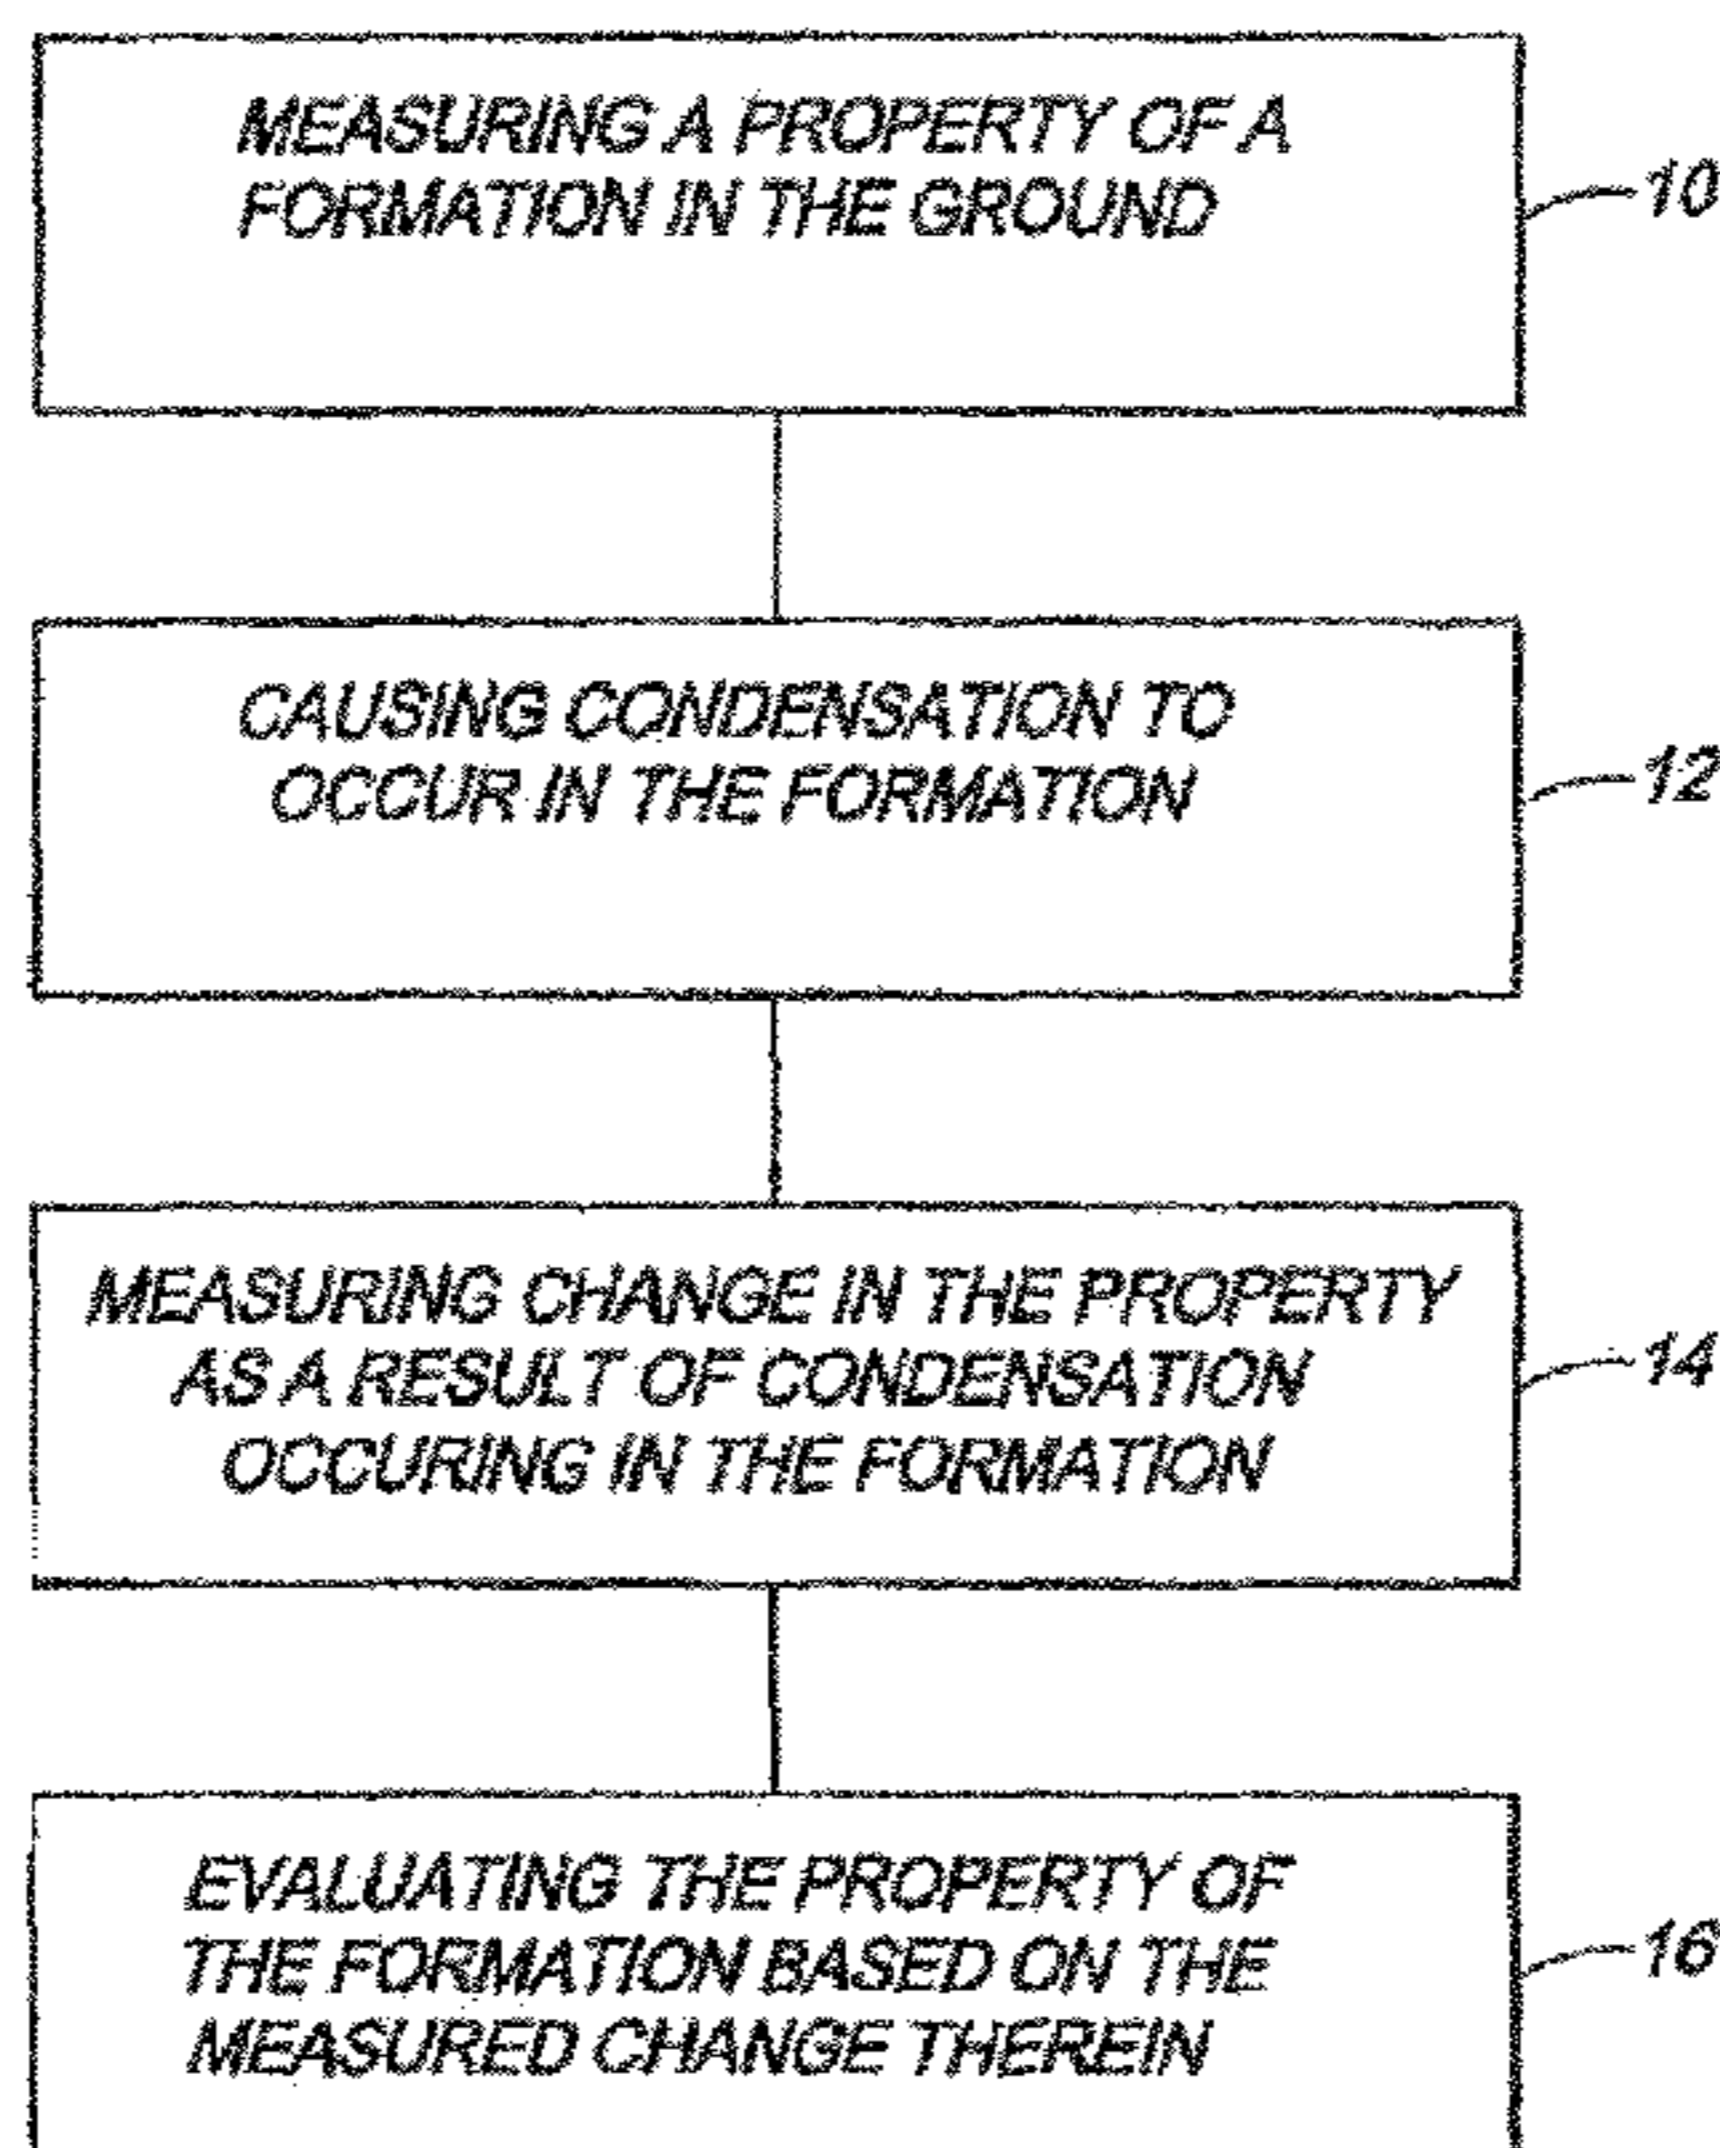 MEASURING A PROPERTY OF A
FORMATION IN THE GROUND
10
CAUSING CONDENSATION TO
OCCUR IN THE FORMATION
12
MEASURING CHANGE IN THE PROPERTY
AS A RESULT OF CONDENSATION
OCCURING IN THE FORMATION
14
EVALUATING THE PROPERTY OF
THE FORMATION BASED ON THE
MEASURED CHANGE THEREIN
16